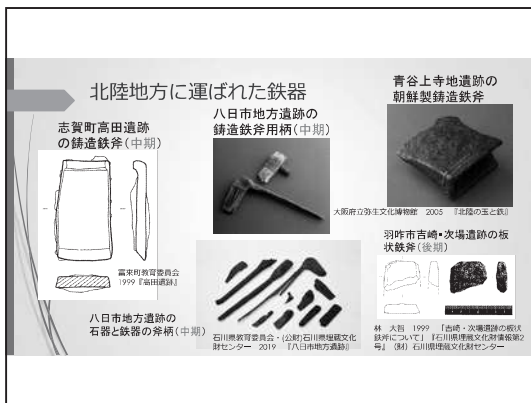 北陸地方に運ばれた鉄器
志賀町高田遺跡
の鋳造鉄斧(中期)
富来町教育委員会
1999『高田遺跡』
八日市地方遺跡の
石器と鉄器の斧柄(中期)
八日市地方遺跡の
鋳造鉄斧用柄(中期)
石川県教育委員会・(公財)石川県埋蔵文化
財センター 2019 『八日市地方遺跡』
青谷上寺地遺跡の
朝鮮製鋳造鉄斧
大阪府立弥生文化博物館 2005 『北陸の玉と鉄』
羽咋市吉崎・次場遺跡の板
状鉄斧(後期)
林 大智 1999 「吉崎・次場遺跡の板状
鉄斧について」『石川県埋蔵文化財情報第2
号』(財)石川県埋蔵文化財センター